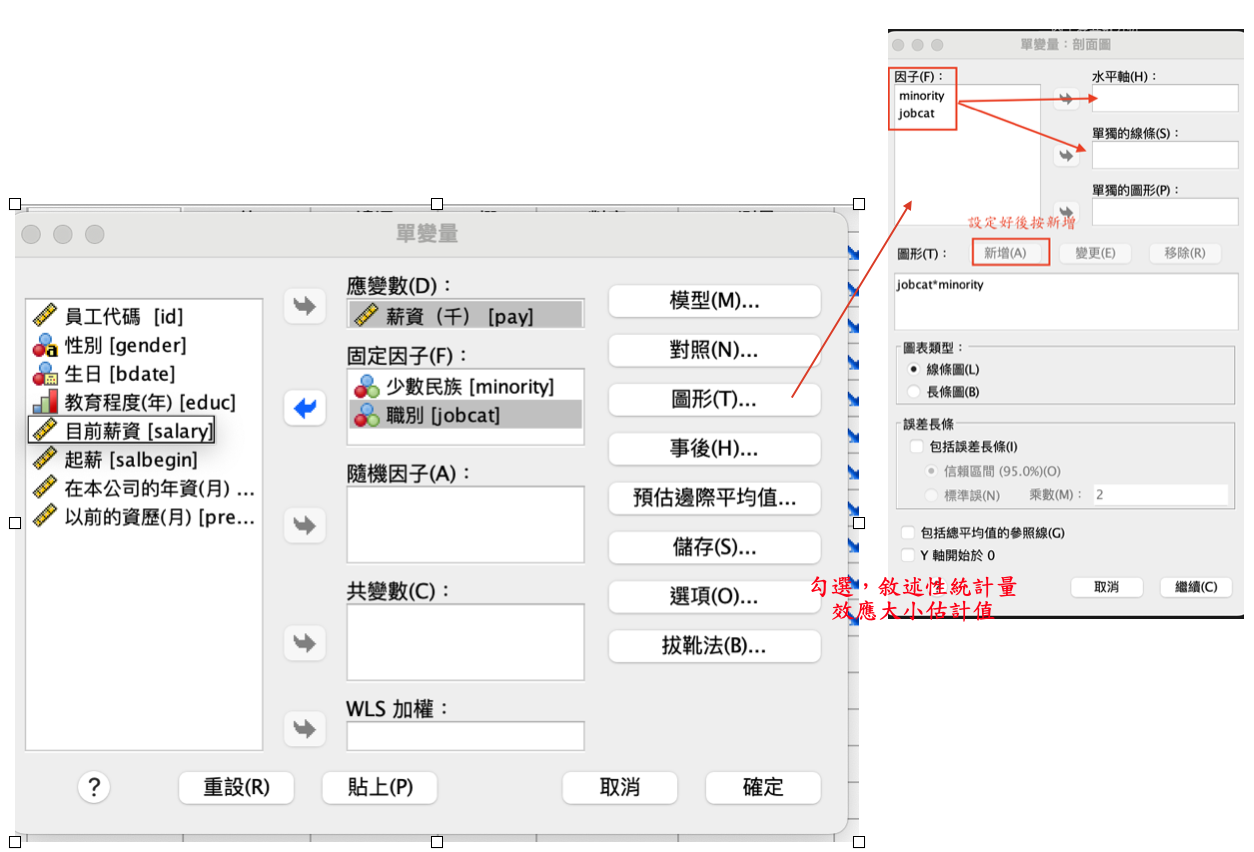 單變量
員工代碼 [id]
性別 [gender]
生日 [bdate]
教育程度(年) [educ]
目前薪資 [salary]
起薪 [salbegin]
在本公司的年資(月) ...
以前的資歷(月) [pre...
應變數(D)：
薪資（千） [pay]
固定因子(F)：
少數民族 [minority]
職別 [jobcat]
隨機因子(A)：
共變數(C)：
WLS 加權：
模型(M)...
對照(N)...
圖形(T)...
事後(H)...
預估邊際平均值...
儲存(S)...
選項(O)...
拔靴法(B)...
?
重設(R)
貼上(P)
取消
確定
勾選，敘述性統計量
效應大小估計值
單變量：剖面圖
因子(F)：
minority
jobcat
水平軸(H)：
單獨的線條(S)：
單獨的圖形(P)：
設定好後按新增
圖形(T)：
新增(A)
變更(E)
移除(R)
jobcat*minority
圖表類型：
線條圖(L)
長條圖(B)
誤差長條
包括誤差長條(I)
信賴區間 (95.0%)(O)
標準誤(N)
乘數(M)：
2
包括總平均值的參照線(G)
Y 軸開始於 0
取消
繼續(C)